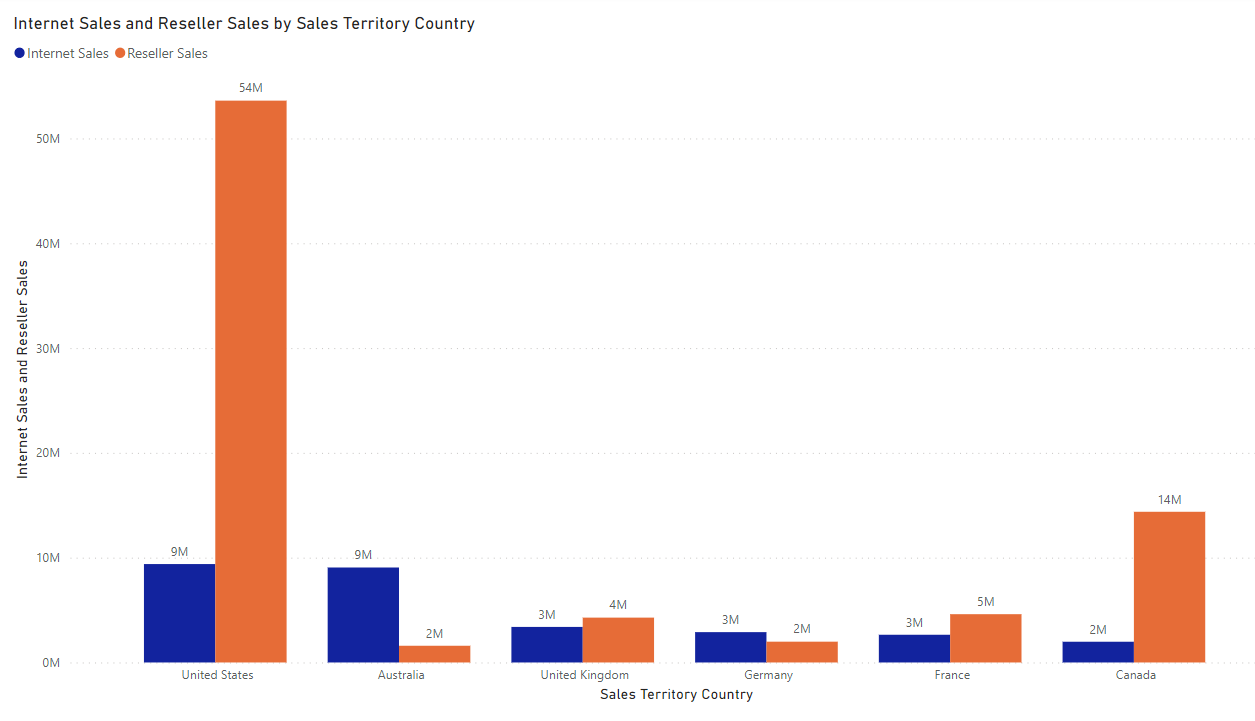 Internet Sales and Reseller Sales by Sales Territory Country
Internet Sales Reseller Sales
Internet Sales and Reseller Sales
50M
40M
30M
20M
10M
0M
9M
54M
9M
2M
3M
4M
3M
2M
3M
5M
2M
14M
United States
Australia
United Kingdom
Germany
France
Canada
Sales Territory Country